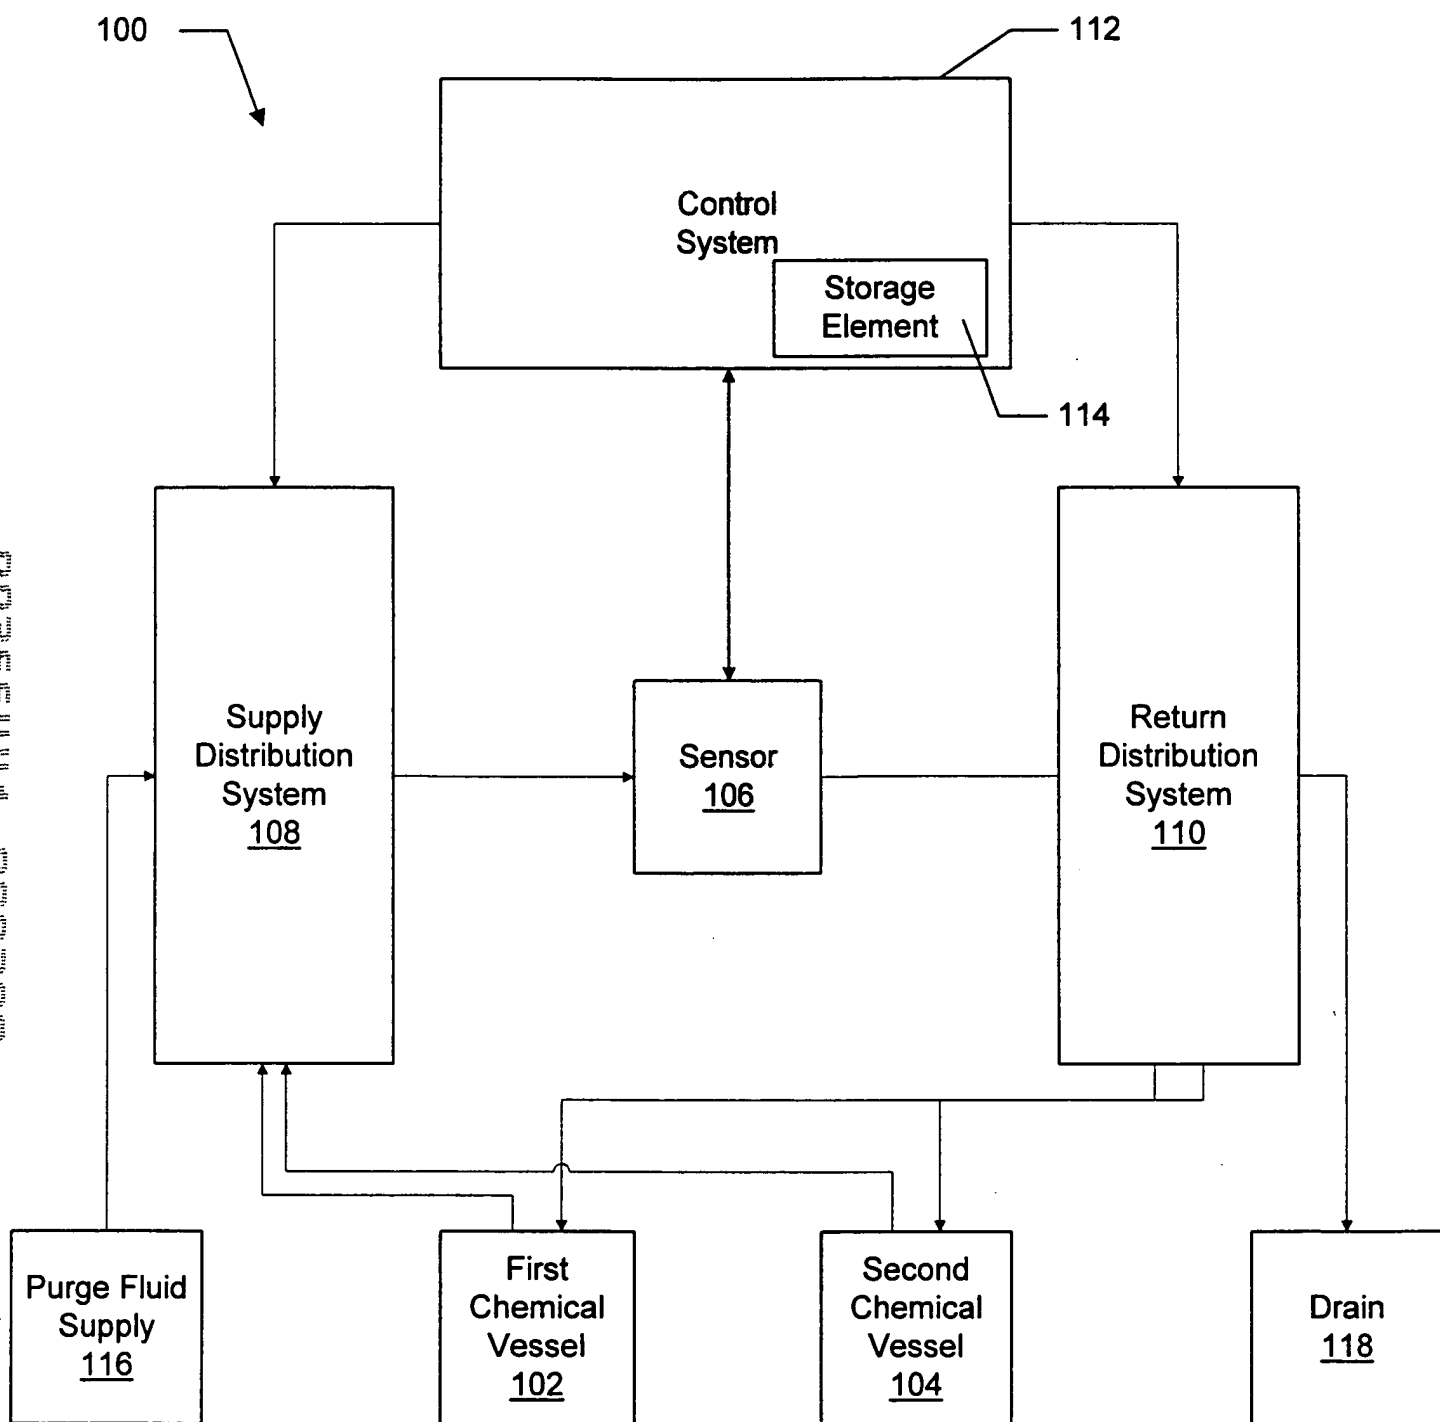 100
112
Control
System
Storage
Element
114
Supply
Distribution
System
108
Sensor
106
Return
Distribution
System
110
Purge Fluid
Supply
116
First
Chemical
Vessel
102
Second
Chemical
Vessel
104
Drain
118